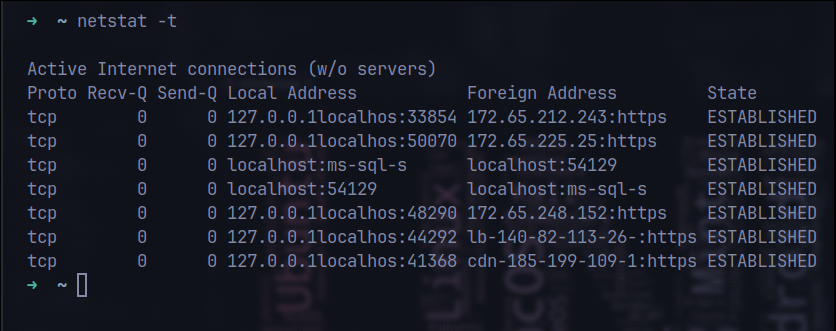 ➜ ~ netstat -t
Active Internet connections (w/o servers)
Proto Recv-Q Send-Q Local Address           Foreign Address         State
tcp        0      0 127.0.0.1localhos:33854 172.65.212.243:https    ESTABLISHED
tcp        0      0 127.0.0.1localhos:50070 172.65.225.25:https     ESTABLISHED
tcp        0      0 localhost:ms-sql-s      localhost:54129         ESTABLISHED
tcp        0      0 localhost:54129         localhost:ms-sql-s      ESTABLISHED
tcp        0      0 127.0.0.1localhos:48290 172.65.248.152:https    ESTABLISHED
tcp        0      0 127.0.0.1localhos:44292 lb-140-82-113-26-:https ESTABLISHED
tcp        0      0 127.0.0.1localhos:41368 cdn-185-199-109-1:https ESTABLISHED
➜ ~
Ubuntu
Linux